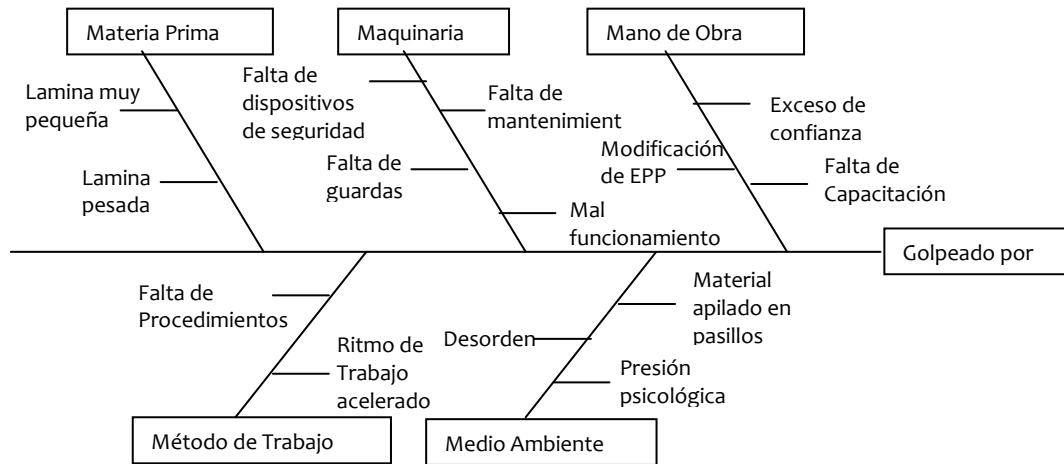 Materia Prima
Maquinaria
Mano de Obra
Lamina muy
pequeña
Lamina
pesada
Falta de
dispositivos
de seguridad
Falta de
guardas
Falta de
mantenimient
Mal
funcionamiento
Exceso de
confianza
Modificación
de EPP
Falta de
Capacitación
Golpeado por
Falta de
Procedimientos
Ritmo de
Trabajo
acelerado
Desorden
Material
apilado en
pasillos
Presión
psicológica
Método de Trabajo
Medio Ambiente